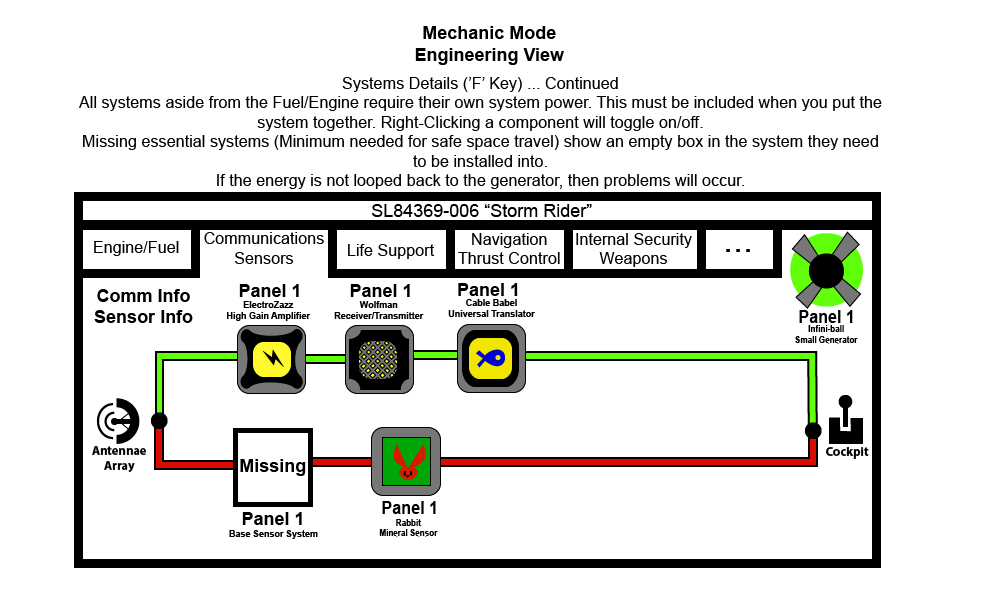 Mechanic Mode
Engineering View
Systems Details ('F' Key) ... Continued
All systems aside from the Fuel/Engine require their own system power. This must be included when you put the
system together. Right-Clicking a component will toggle on/off.
Missing essential systems (Minimum needed for safe space travel) show an empty box in the system they need
to be installed into.
If the energy is not looped back to the generator, then problems will occur.
SL84369-006 “Storm Rider”
Engine/Fuel
Communications
Sensors
Life Support
Navigation
Thrust Control
Internal Security
Weapons
...
Comm Info
Sensor Info
Panel 1
ElectroZazz
High Gain Amplifier
Panel 1
Wolfman
Receiver/Transmitter
Panel 1
Cable Babel
Universal Translator
Panel 1
Infini-ball
Small Generator
Antennae
Array
Cockpit
Missing
Panel 1
Base Sensor System
Panel 1
Rabbit
Mineral Sensor